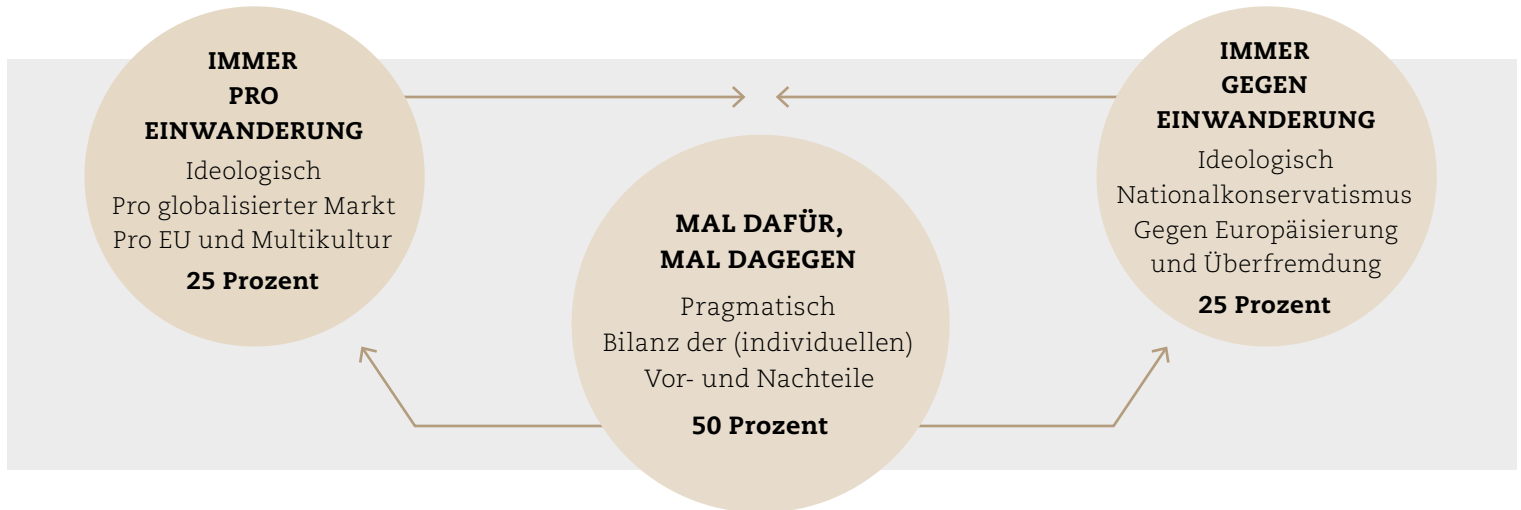 IMMER
PRO
EINWANDERUNG
Ideologisch
Pro globalisierter Markt
Pro EU und Multikultur
25 Prozent
MAL DAFÜR,
MAL DAGEGEN
Pragmatisch
Bilanz der (individuellen)
Vor- und Nachteile
50 Prozent
IMMER
GEGEN
EINWANDERUNG
Ideologisch
Nationalkonservatismus
Gegen Europäisierung
und Überfremdung
25 Prozent